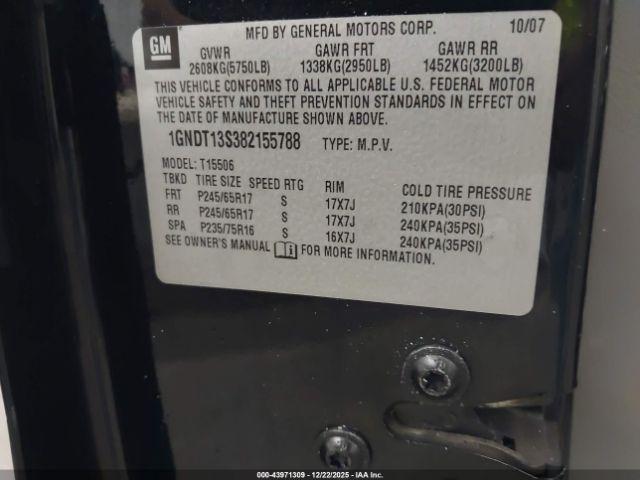 MFD BY GENERAL MOTORS CORP. 10/07
GM
GVWR GAWR FRT GAWR RR
2608KG(5750LB) 1338KG(2950LB) 1452KG(3200LB)
THIS VEHICLE CONFORMS TO ALL APPLICABLE U.S. FEDERAL MOTOR
VEHICLE SAFETY AND THEFT PREVENTION STANDARDS IN EFFECT ON
THE DATE OF MANUFACTURE SHOWN ABOVE.
1GNDT13S382155788 TYPE: M.P.V.
MODEL: T15506
TBKD TIRE SIZE SPEED RTG RIM COLD TIRE PRESSURE
FRT P245/65R17 S 17X7J 210KPA(30PSI)
RR P245/65R17 S 17X7J 240KPA(35PSI)
SPA P235/75R16 S 16X7J 240KPA(35PSI)
SEE OWNER'S MANUAL FOR MORE INFORMATION.
000-43971309 - 12/22/2025 - IAAI.COM